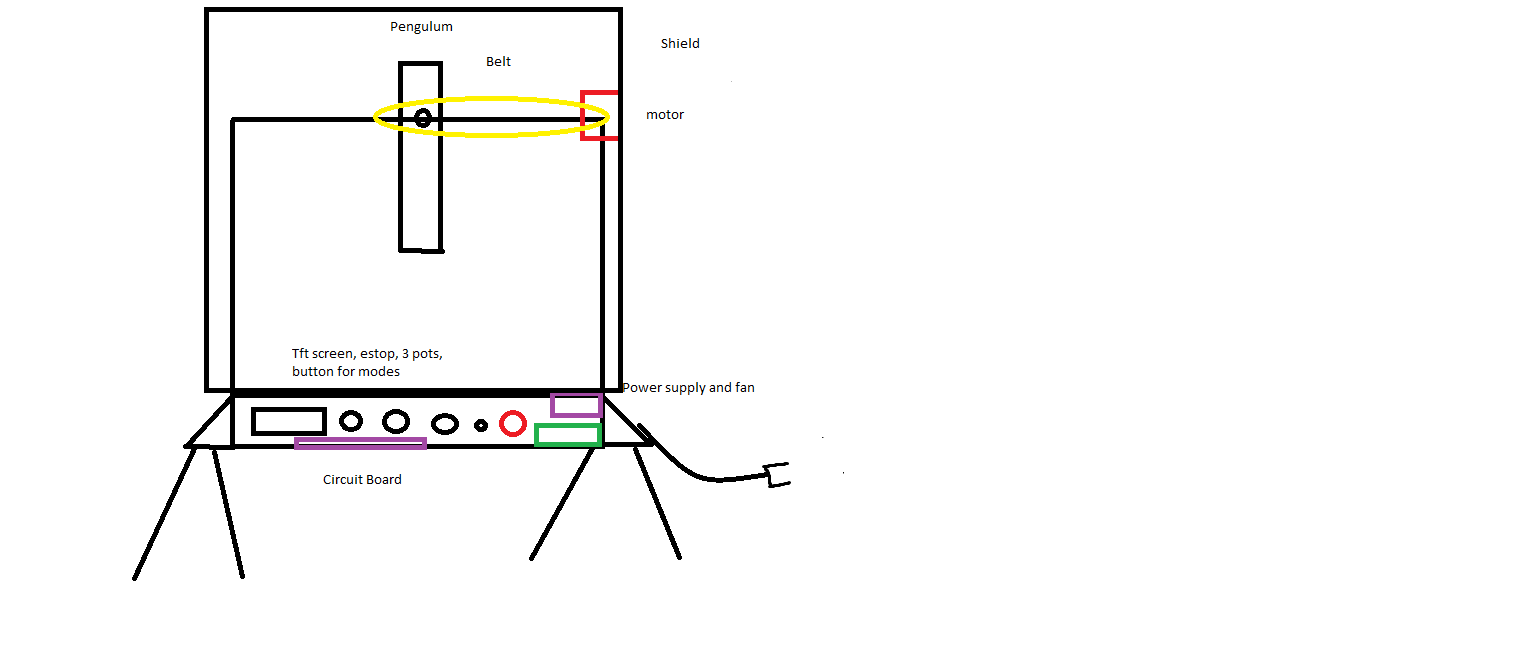 Pengulum
Shield
Belt
motor
Tft screen, estop, 3 pots,
button for modes
Power supply and fan
Circuit Board